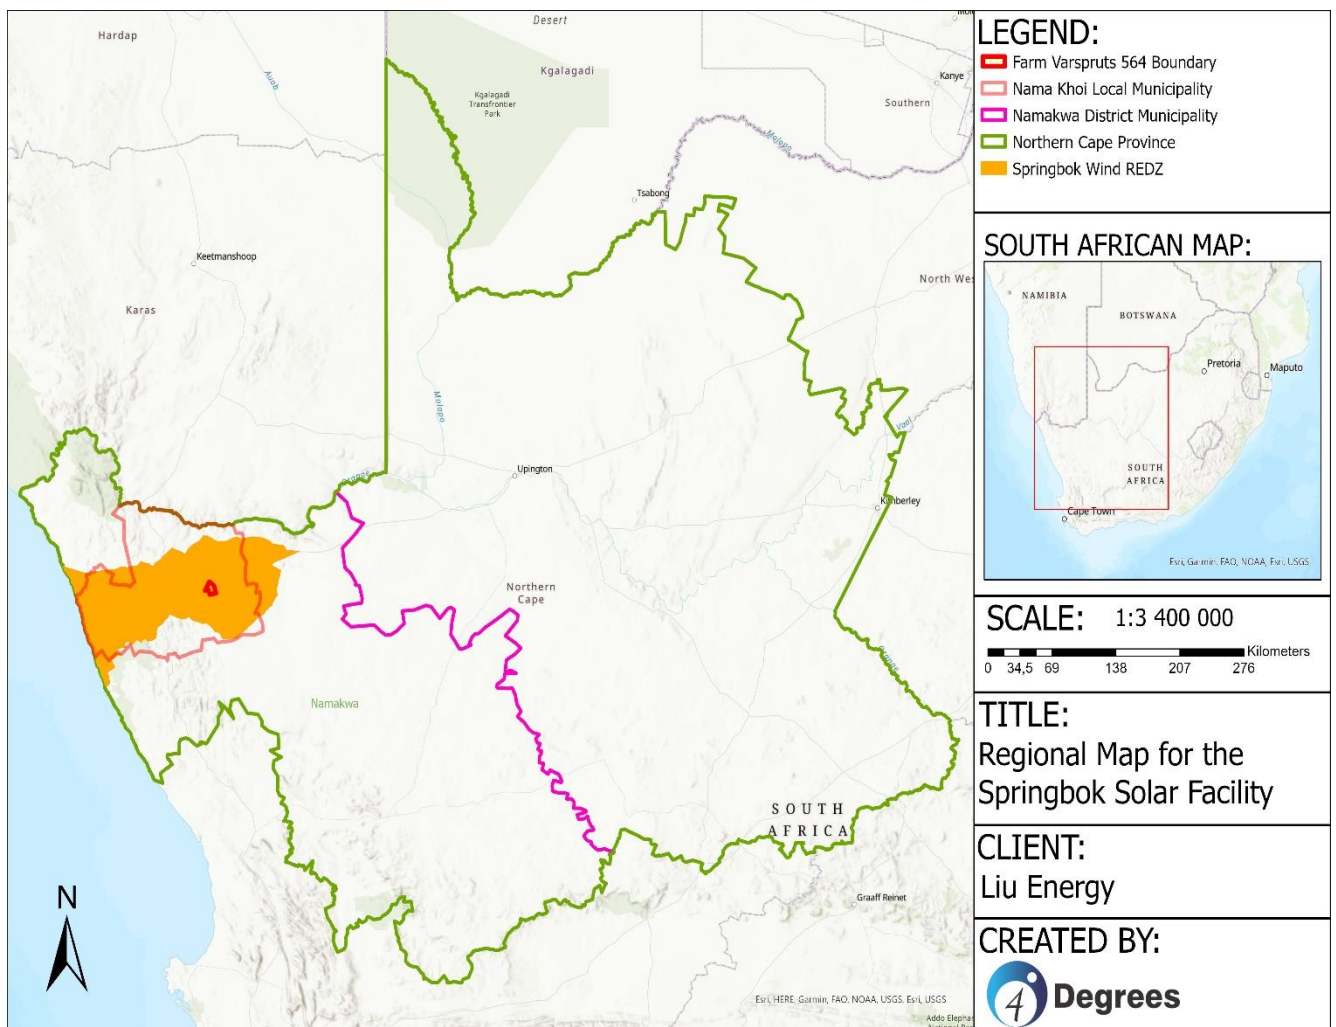 Desert
Hardap
Kgalagadi
Auob
Kanye
Kgalagadi
Transfrontier
Park
Southern
Molopo
Tsabong
Keetmanshoop
North Wes
Karas
Molopo
Vaal
Orange
Upington
Kimberley
Northern
Cape
Orange
Namakwa
SOUTH
AFRICA
Graaff Reinet
N
Esri, HERE, Garmin, FAO, NOAA, USGS, Esri, USGS
Addo Elephan
LEGEND:
Farm Varspruts 564 Boundary
Nama Khoi Local Municipality
Namakwa District Municipality
Northern Cape Province
Springbok Wind REDZ
SOUTH AFRICAN MAP:
NAMIBIA
BOTSWANA
Pretoria
Maputo
SOUTH
AFRICA
Cape Town
Esri, Garmin, FAO, NOAA, Esri, USGS
SCALE: 1:3 400 000
Kilometers
0 34,5 69 138 207 276
TITLE:
Regional Map for the
Springbok Solar Facility
CLIENT:
Liu Energy
CREATED BY:
4 Degrees